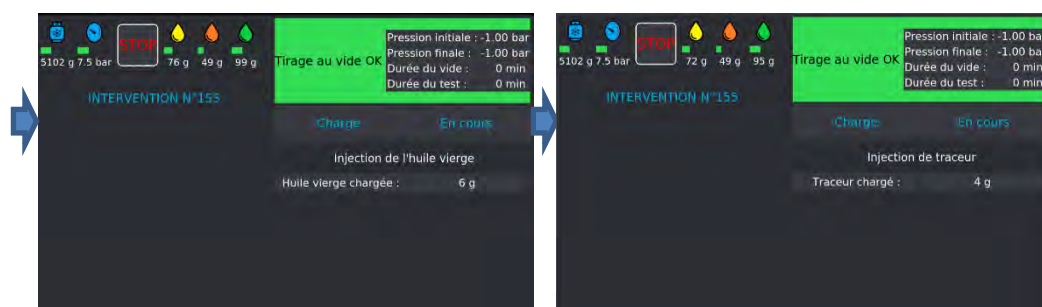 STOP
5102 g 7.5 bar 76 g 49 g 99 g
INTERVENTION N°155
Tirage au vide OK
Pression initiale : -1.00 bar
Pression finale : -1.00 bar
Durée du vide : 0 min
Durée du test : 0 min
Charge En cours
Injection de l'huile vierge
Huile vierge chargée : 6 g
STOP
5102 g 7.5 bar 72 g 49 g 95 g
INTERVENTION N°155
Tirage au vide OK
Pression initiale : -1.00 ba
Pression finale : -1.00 ba
Durée du vide : 0 min
Durée du test : 0 min
Charge En cours
Injection de traceur
Traceur chargé : 4 g